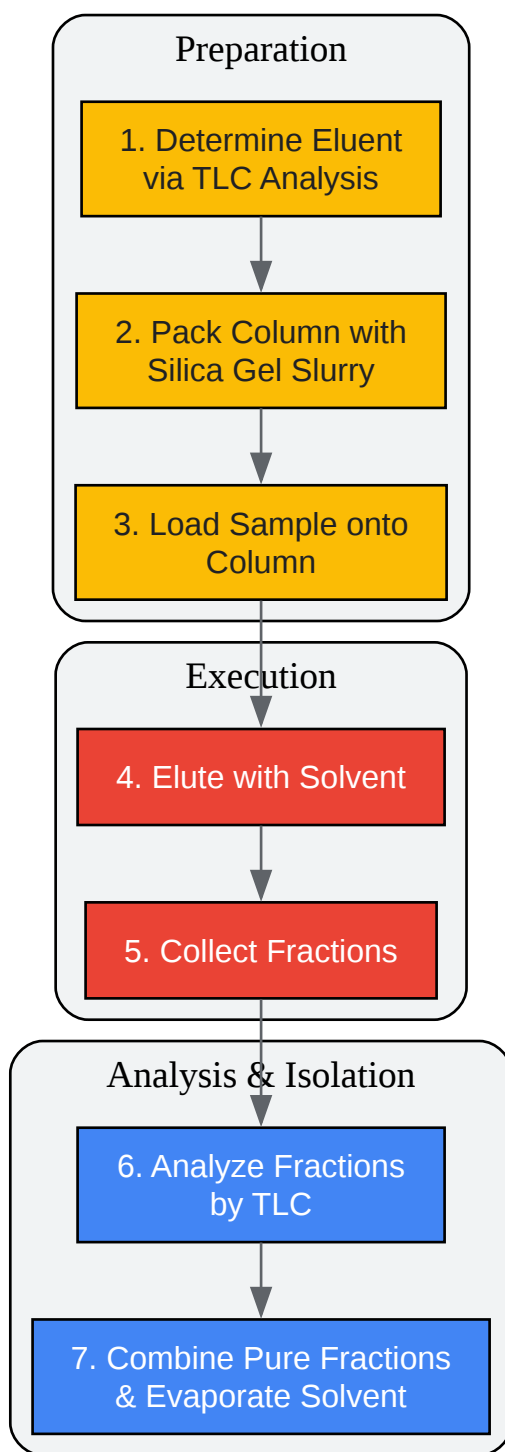 Preparation
1. Determine Eluent
via TLC Analysis
2. Pack Column with
Silica Gel Slurry
3. Load Sample onto
Column
Execution
4. Elute with Solvent
5. Collect Fractions
Analysis & Isolation
6. Analyze Fractions
by TLC
7. Combine Pure Fractions
& Evaporate Solvent